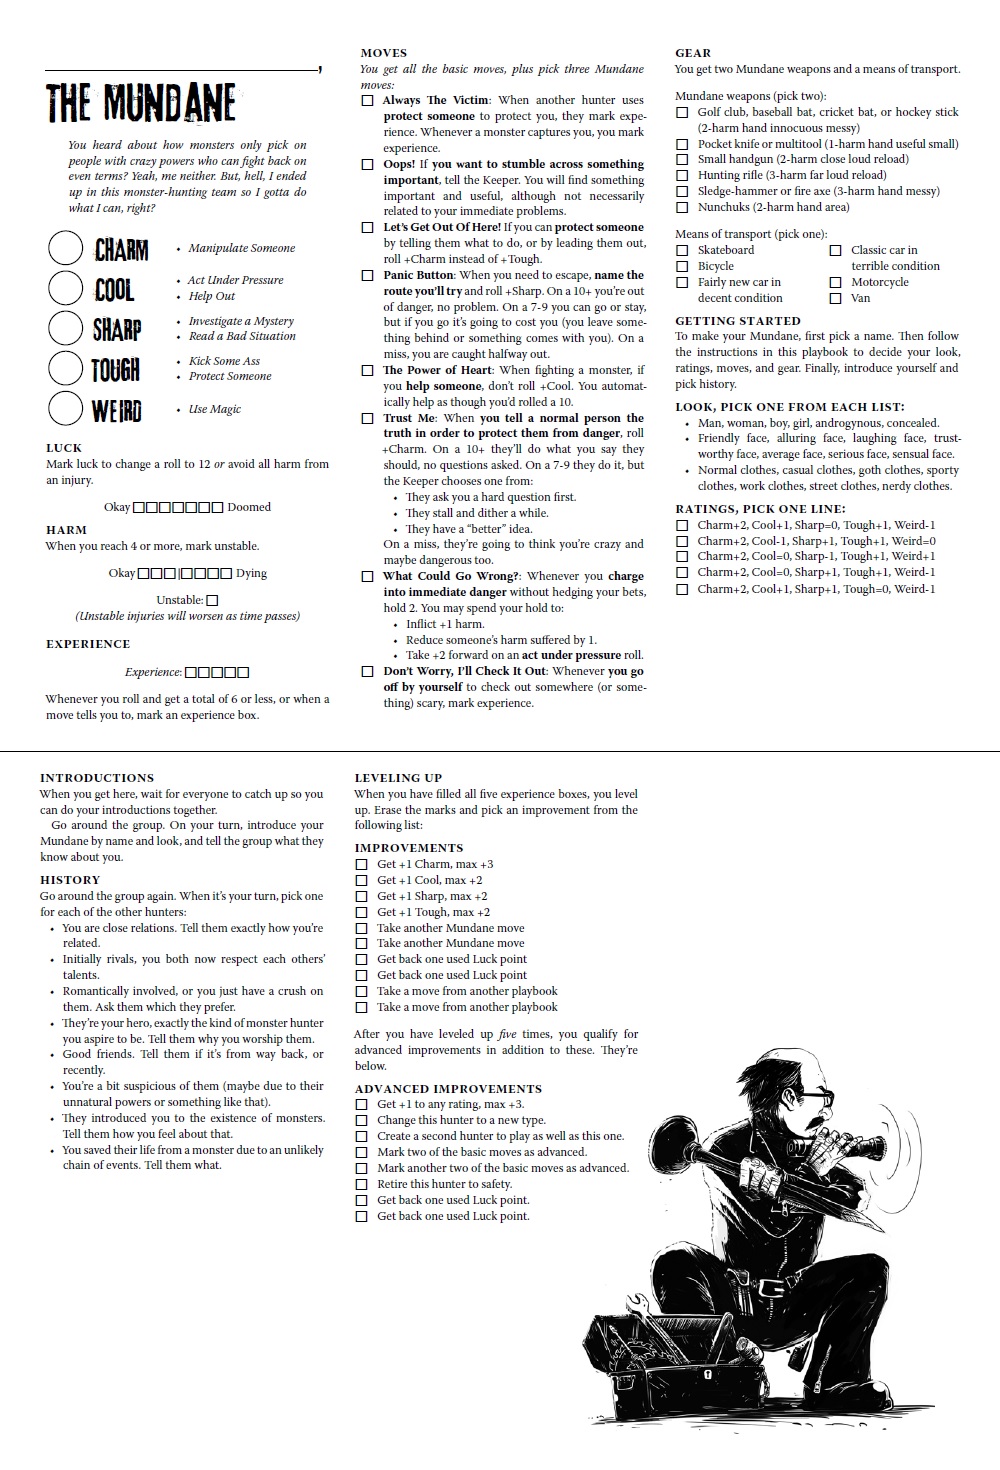 ,
THE MUNDANE
You heard about how monsters only pick on
people with crazy powers who can fight back on
even terms? Yeah, me neither. But, hell, I ended
up in this monster-hunting team so I gotta do
what I can, right?
CHARM
• Manipulate Someone
COOL
• Act Under Pressure
• Help Out
SHARP
• Investigate a Mystery
• Read a Bad Situation
TOUGH
• Kick Some Ass
• Protect Someone
WEIRD
• Use Magic
LUCK
Mark luck to change a roll to 12 or avoid all harm from
an injury.
Okay □□□□□□□ Doomed
HARM
When you reach 4 or more, mark unstable.
Okay □□□|□□□□ Dying
Unstable: □
(Unstable injuries will worsen as time passes)
EXPERIENCE
Experience: □□□□□
Whenever you roll and get a total of 6 or less, or when a
move tells you to, mark an experience box.
MOVES
You get all the basic moves, plus pick three Mundane
moves:
□ Always The Victim: When another hunter uses
protect someone to protect you, they mark expe-
rience. Whenever a monster captures you, you mark
experience.
□ Oops! If you want to stumble across something
important, tell the Keeper. You will find something
important and useful, although not necessarily
related to your immediate problems.
□ Let's Get Out Of Here! If you can protect someone
by telling them what to do, or by leading them out,
roll +Charm instead of +Tough.
□ Panic Button: When you need to escape, name the
route you'll try and roll +Sharp. On a 10+ you're out
of danger, no problem. On a 7-9 you can go or stay,
but if you go it's going to cost you (you leave some-
thing behind or something comes with you). On a
miss, you are caught halfway out.
□ The Power of Heart: When fighting a monster, if
you help someone, don't roll +Cool. You automat-
ically help as though you'd rolled a 10.
□ Trust Me: When you tell a normal person the
truth in order to protect them from danger, roll
+Charm. On a 10+ they'll do what you say they
should, no questions asked. On a 7-9 they do it, but
the Keeper chooses one from:
• They ask you a hard question first.
• They stall and dither a while.
• They have a “better” idea.
On a miss, they're going to think you're crazy and
maybe dangerous too.
□ What Could Go Wrong?: Whenever you charge
into immediate danger without hedging your bets,
hold 2. You may spend your hold to:
• Inflict +1 harm.
• Reduce someone's harm suffered by 1.
• Take +2 forward on an act under pressure roll.
□ Don't Worry, I'll Check It Out: Whenever you go
off by yourself to check out somewhere (or some-
thing) scary, mark experience.
GEAR
You get two Mundane weapons and a means of transport.
Mundane weapons (pick two):
□ Golf club, baseball bat, cricket bat, or hockey stick
(2-harm hand innocuous messy)
□ Pocket knife or multitool (1-harm hand useful small)
□ Small handgun (2-harm close loud reload)
□ Hunting rifle (3-harm far loud reload)
□ Sledge-hammer or fire axe (3-harm hand messy)
□ Nunchuks (2-harm hand area)
Means of transport (pick one):
□ Skateboard
□ Bicycle
□ Fairly new car in
decent condition
□ Classic car in
terrible condition
□ Motorcycle
□ Van
GETTING STARTED
To make your Mundane, first pick a name. Then follow
the instructions in this playbook to decide your look,
ratings, moves, and gear. Finally, introduce yourself and
pick history.
LOOK, PICK ONE FROM EACH LIST:
• Man, woman, boy, girl, androgynous, concealed.
• Friendly face, alluring face, laughing face, trust-
worthy face, average face, serious face, sensual face.
• Normal clothes, casual clothes, goth clothes, sporty
clothes, work clothes, street clothes, nerdy clothes.
RATINGS, PICK ONE LINE:
□ Charm+2, Cool+1, Sharp=0, Tough+1, Weird-1
□ Charm+2, Cool-1, Sharp+1, Tough+1, Weird=0
□ Charm+2, Cool=0, Sharp-1, Tough+1, Weird+1
□ Charm+2, Cool=0, Sharp+1, Tough+1, Weird-1
□ Charm+2, Cool+1, Sharp+1, Tough=0, Weird-1
INTRODUCTIONS
When you get here, wait for everyone to catch up so you
can do your introductions together.
Go around the group. On your turn, introduce your
Mundane by name and look, and tell the group what they
know about you.
HISTORY
Go around the group again. When it's your turn, pick one
for each of the other hunters:
• You are close relations. Tell them exactly how you're
related.
• Initially rivals, you both now respect each others'
talents.
• Romantically involved, or you just have a crush on
them. Ask them which they prefer.
• They're your hero, exactly the kind of monster hunter
you aspire to be. Tell them why you worship them.
• Good friends. Tell them if it's from way back, or
recently.
• You're a bit suspicious of them (maybe due to their
unnatural powers or something like that).
• They introduced you to the existence of monsters.
Tell them how you feel about that.
• You saved their life from a monster due to an unlikely
chain of events. Tell them what.
LEVELING UP
When you have filled all five experience boxes, you level
up. Erase the marks and pick an improvement from the
following list:
IMPROVEMENTS
□ Get +1 Charm, max +3
□ Get +1 Cool, max +2
□ Get +1 Sharp, max +2
□ Get +1 Tough, max +2
□ Take another Mundane move
□ Take another Mundane move
□ Get back one used Luck point
□ Get back one used Luck point
□ Take a move from another playbook
□ Take a move from another playbook
After you have leveled up five times, you qualify for
advanced improvements in addition to these. They're
below.
ADVANCED IMPROVEMENTS
□ Get +1 to any rating, max +3.
□ Change this hunter to a new type.
□ Create a second hunter to play as well as this one.
□ Mark two of the basic moves as advanced.
□ Mark another two of the basic moves as advanced.
□ Retire this hunter to safety.
□ Get back one used Luck point.
□ Get back one used Luck point.